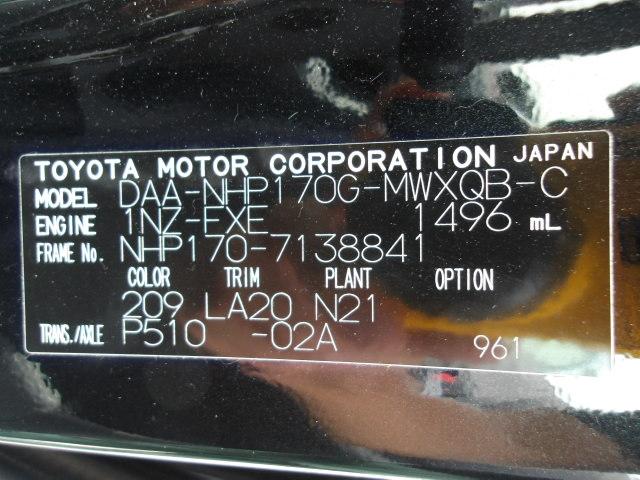 TOYOTA MOTOR CORPORATION JAPAN
MODEL DAA-NHP170G-MWXQB-C
ENGINE 1NZ-FXE 1496 mL
FRAME No. NHP170-7138841
COLOR TRIM PLANT OPTION
209 LA20 N21
TRANS./AXLE P510 -02A 961